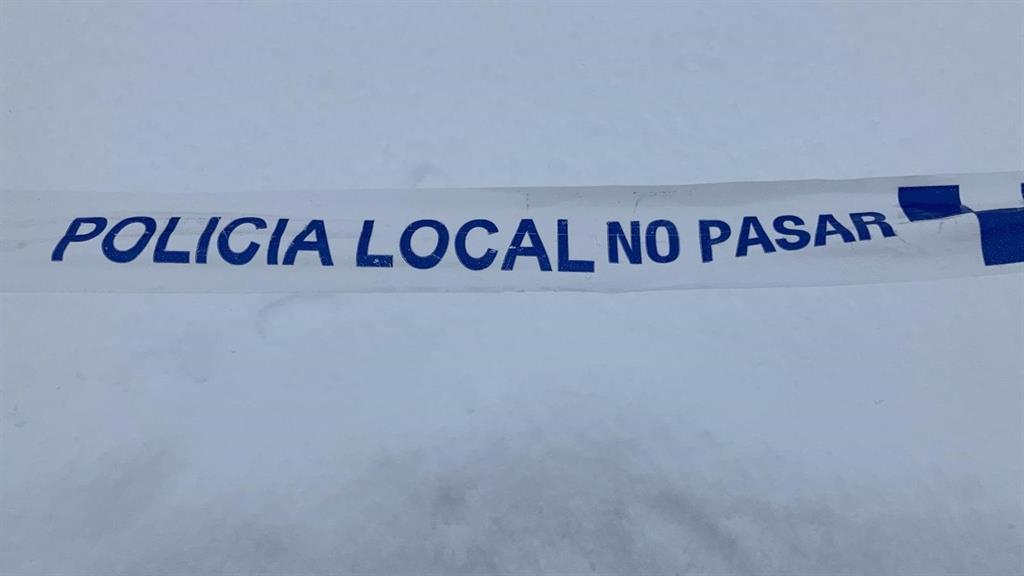 POLICIA LOCAL NO PASAR